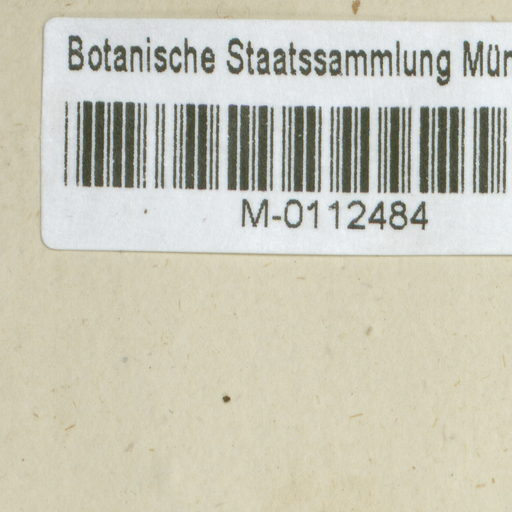 Botanische Staatssammlung Mün
M-0112484